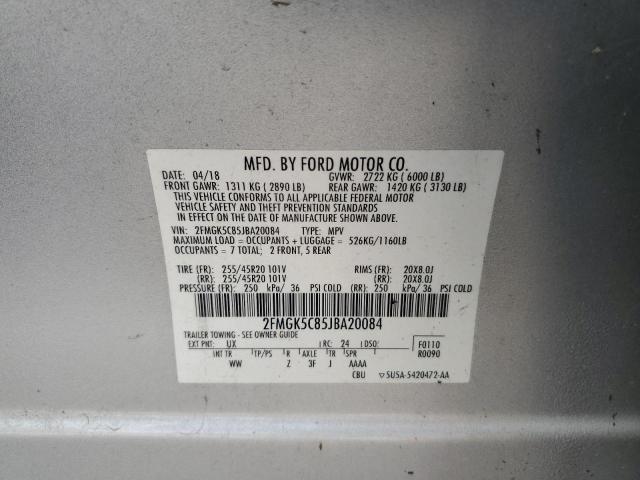 MFD. BY FORD MOTOR CO.
DATE: 04/18 GVWR: 2722 KG ( 6000 LB)
FRONT GAWR: 1311 KG ( 2890 LB) REAR GAWR: 1420 KG ( 3130 LB)
THIS VEHICLE CONFORMS TO ALL APPLICABLE FEDERAL MOTOR
VEHICLE SAFETY AND THEFT PREVENTION STANDARDS
IN EFFECT ON THE DATE OF MANUFACTURE SHOWN ABOVE.
VIN: 2FMGK5C85JBA20084 TYPE: MPV
MAXIMUM LOAD = OCCUPANTS + LUGGAGE = 526KG/1160LB
OCCUPANTS = 7 TOTAL; 2 FRONT, 5 REAR
TIRE (FR): 255/45R20 101V RIMS (FR): 20X8.0J
(RR): 255/45R20 101V (RR): 20X8.0J
PRESSURE (FR): 250 kPa/ 36 PSI COLD (RR): 250 kPa/ 36 PSI COLD
2FMGK5C85JBA20084
TRAILER TOWING - SEE OWNER GUIDE
EXT PNT: UX RC: 24 DSO: F0110
INT TR TP/PS R AXLE TR SPR R0090
WW Z 3F J AAAA
CBU ▽5USA-5420472-AA